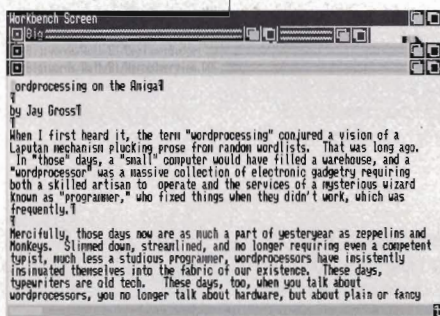 Workbench Screen
Big
ordprocessing on the Amiga¶
¶
by Jay Gross¶
¶
When I first heard it, the term "wordprocessing" conjured a vision of a
Laputan mechanism plucking prose from random wordlists.  That was long ago.
In "those" days, a "small" computer would have filled a warehouse, and a
"wordprocessor" was a massive collection of electronic gadgetry requiring
both a skilled artisan to  operate and the services of a mysterious wizard
known as "programmer," who fixed things when they didn't work, which was
frequently.¶
¶
Mercifully, those days now are as much a part of yesteryear as zeppelins and
Monkeys.  Slimmed down, streamlined, and no longer requiring even a competent
typist, much less a studious programmer, wordprocessors have insistently
insinuated themselves into the fabric of our existence.  These days,
typewriters are old tech.   These days, too, when you talk about
wordprocessors, you no longer talk about hardware, but about plain or fancy